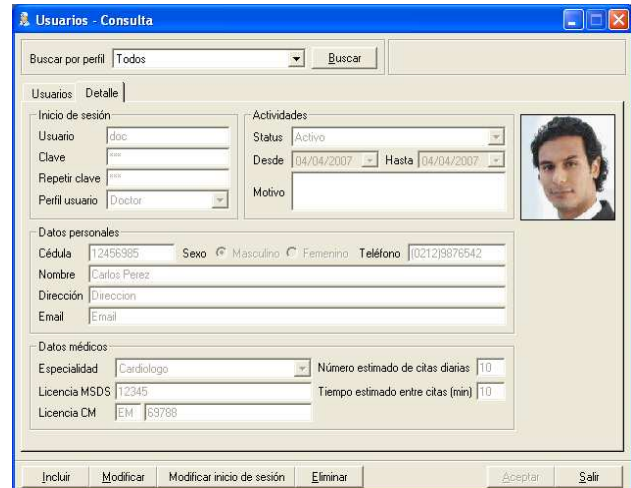 Usuarios - Consulta
Buscar por perfil Todos Buscar
Usuarios Detalle
Inicio de sesión
Usuario doc
Clave ***
Repetir clave ***
Perfil usuario Doctor
Actividades
Status Activo
Desde 04/04/2007 Hasta 04/04/2007
Motivo
Datos personales
Cédula 12456985 Sexo Masculino Femenino Teléfono (0212)9876542
Nombre Carlos Perez
Dirección Direccion
Email Email
Datos médicos
Especialidad Cardiologo Número estimado de citas diarias 10
Licencia MSDS 12345 Tiempo estimado entre citas (min) 10
Licencia CM EM 69788
Incluir Modificar Modificar inicio de sesión Eliminar Aceptar Salir